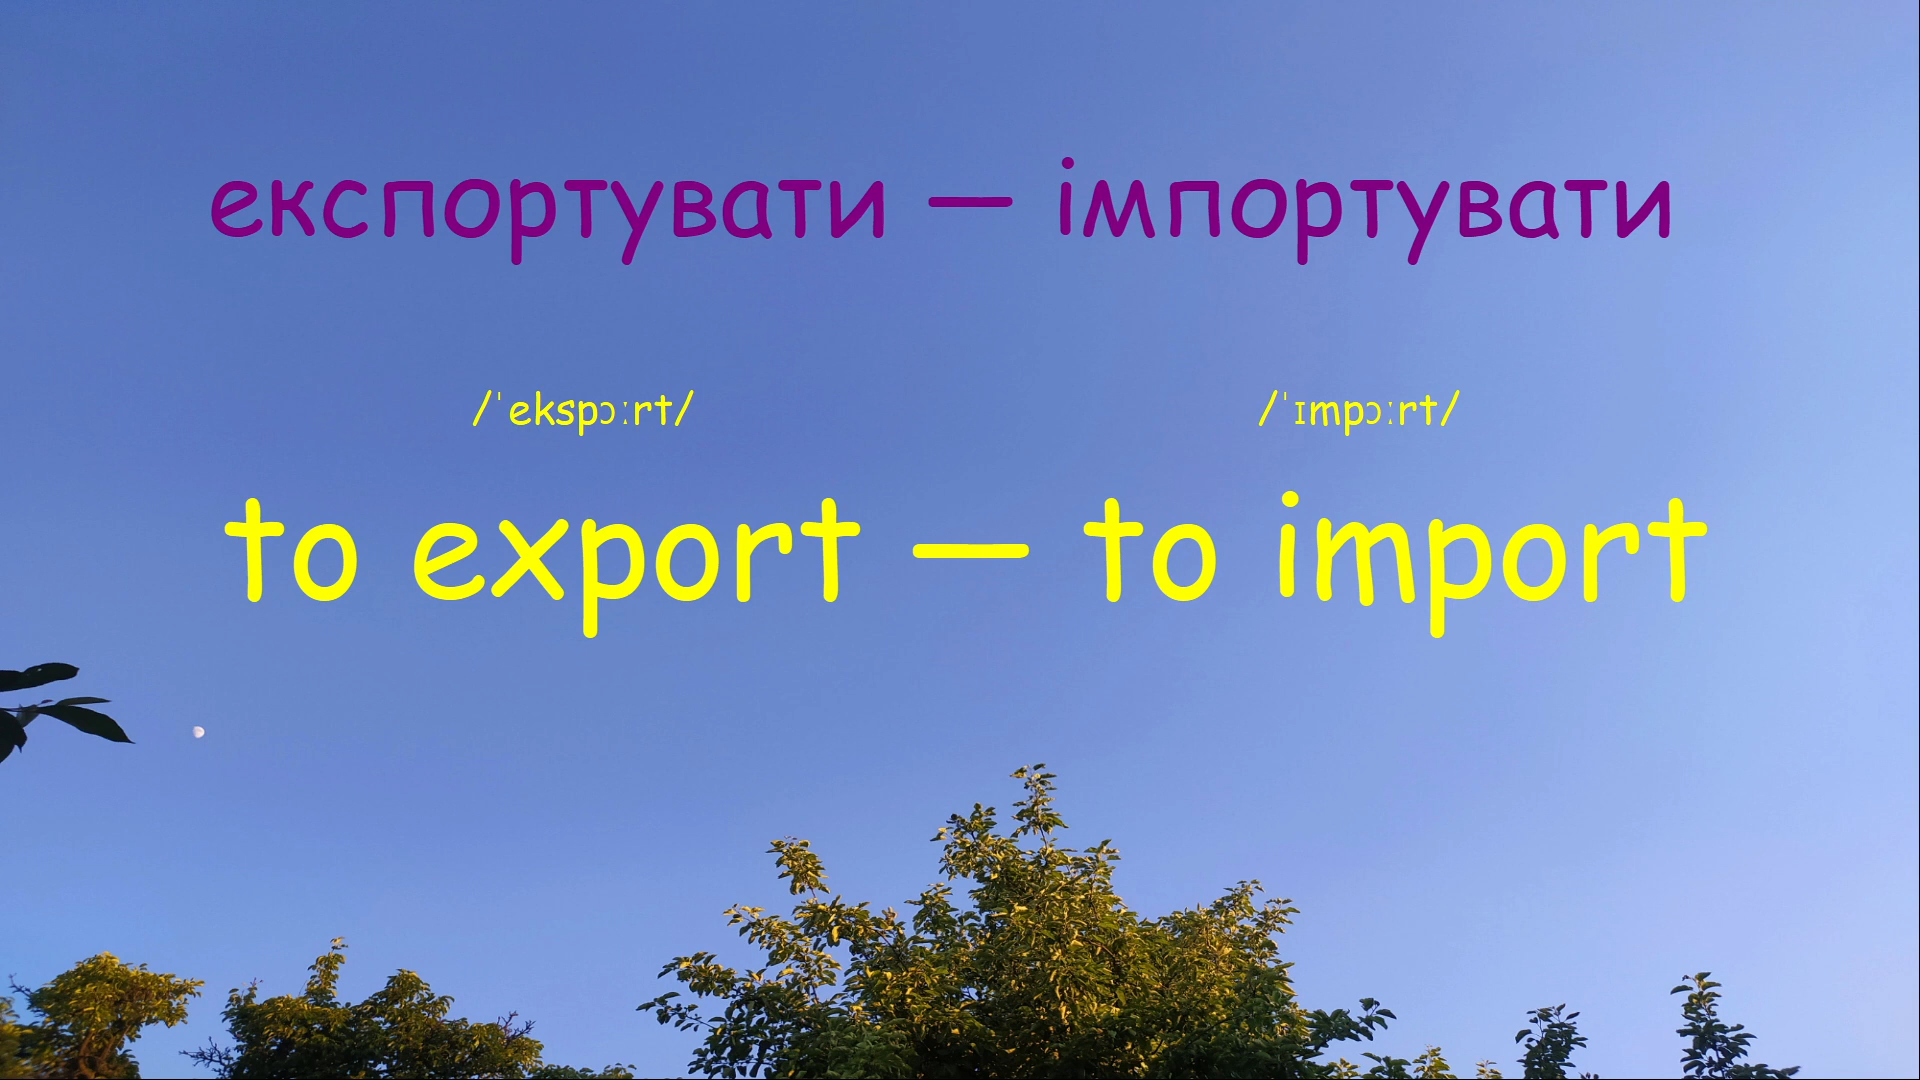 експортувати — імпортувати
/ˈekspɔːrt/ /ˈɪmpɔːrt/
to export — to import